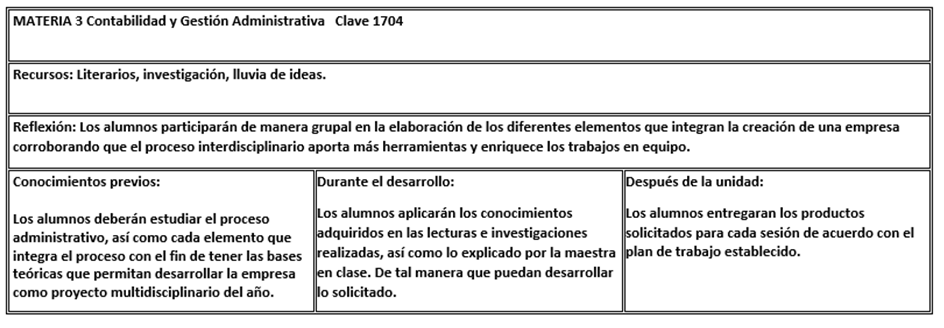 MATERIA 3 Contabilidad y Gestión Administrativa   Clave 1704
Recursos: Literarios, investigación, lluvia de ideas.
Reflexión: Los alumnos participarán de manera grupal en la elaboración de los diferentes elementos que integran la creación de una empresa
corroborando que el proceso interdisciplinario aporta más herramientas y enriquece los trabajos en equipo.
Conocimientos previos:
Los alumnos deberán estudiar el proceso
administrativo, así como cada elemento que
integra el proceso con el fin de tener las bases
teóricas que permitan desarrollar la empresa
como proyecto multidisciplinario del año.
Durante el desarrollo:
Los alumnos aplicarán los conocimientos
adquiridos en las lecturas e investigaciones
realizadas, así como lo explicado por la maestra
en clase. De tal manera que puedan desarrollar
lo solicitado.
Después de la unidad:
Los alumnos entregaran los productos
solicitados para cada sesión de acuerdo con el
plan de trabajo establecido.